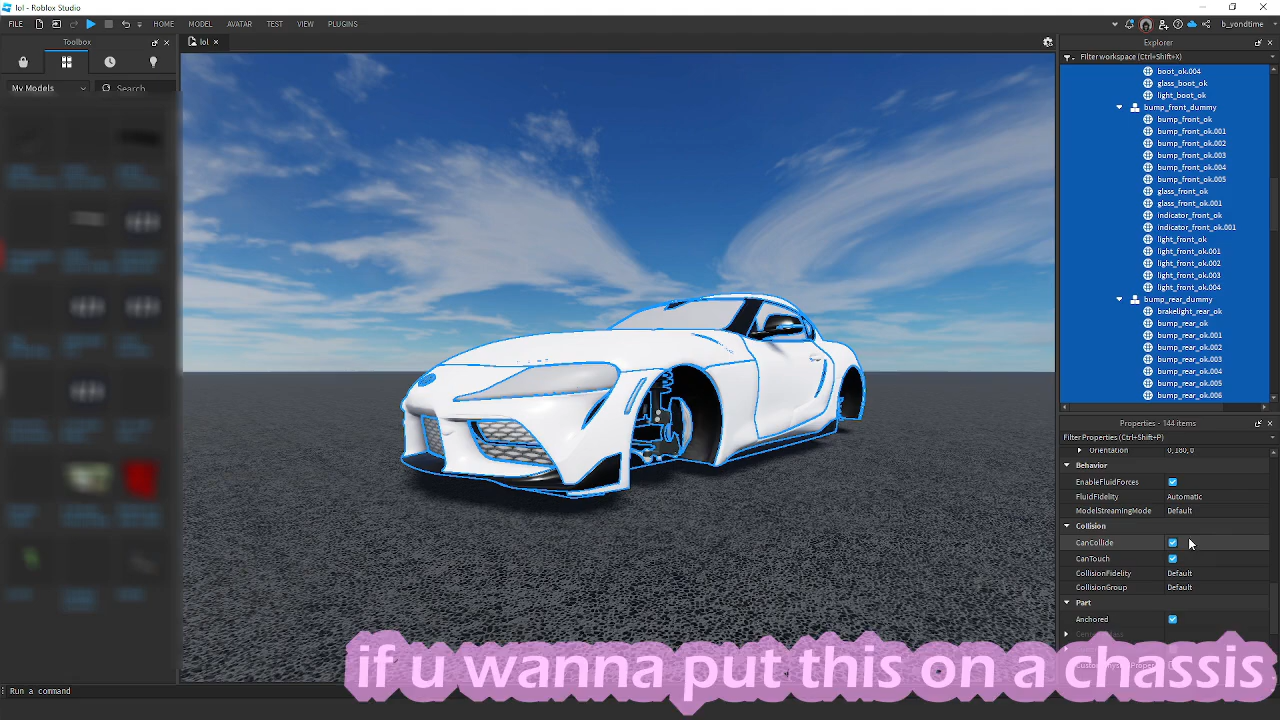 lol - Roblox Studio
FILE HOME MODEL AVATAR TEST VIEW PLUGINS b_yondtime
Toolbox
lol ×
Explorer
Filter workspace (Ctrl+Shift+X)
My Models
Search
boot_ok.004
glass_boot_ok
light_boot_ok
bump_front_dummy
bump_front_ok
bump_front_ok.001
bump_front_ok.002
bump_front_ok.003
bump_front_ok.004
bump_front_ok.005
glass_front_ok
glass_front_ok.001
indicator_front_ok
indicator_front_ok.001
light_front_ok
light_front_ok.001
light_front_ok.002
light_front_ok.003
light_front_ok.004
bump_rear_dummy
brakelight_rear_ok
bump_rear_ok
bump_rear_ok.001
bump_rear_ok.002
bump_rear_ok.003
bump_rear_ok.004
bump_rear_ok.005
bump_rear_ok.006
Properties - 144 items
Filter Properties (Ctrl+Shift+P)
Orientation 0, 180, 0
Behavior
EnableFluidForces
FluidFidelity Automatic
ModelStreamingMode Default
Collision
CanCollide
CanTouch
CollisionFidelity Default
CollisionGroup Default
Part
Anchored
if u wanna put this on a chassis
Run a command